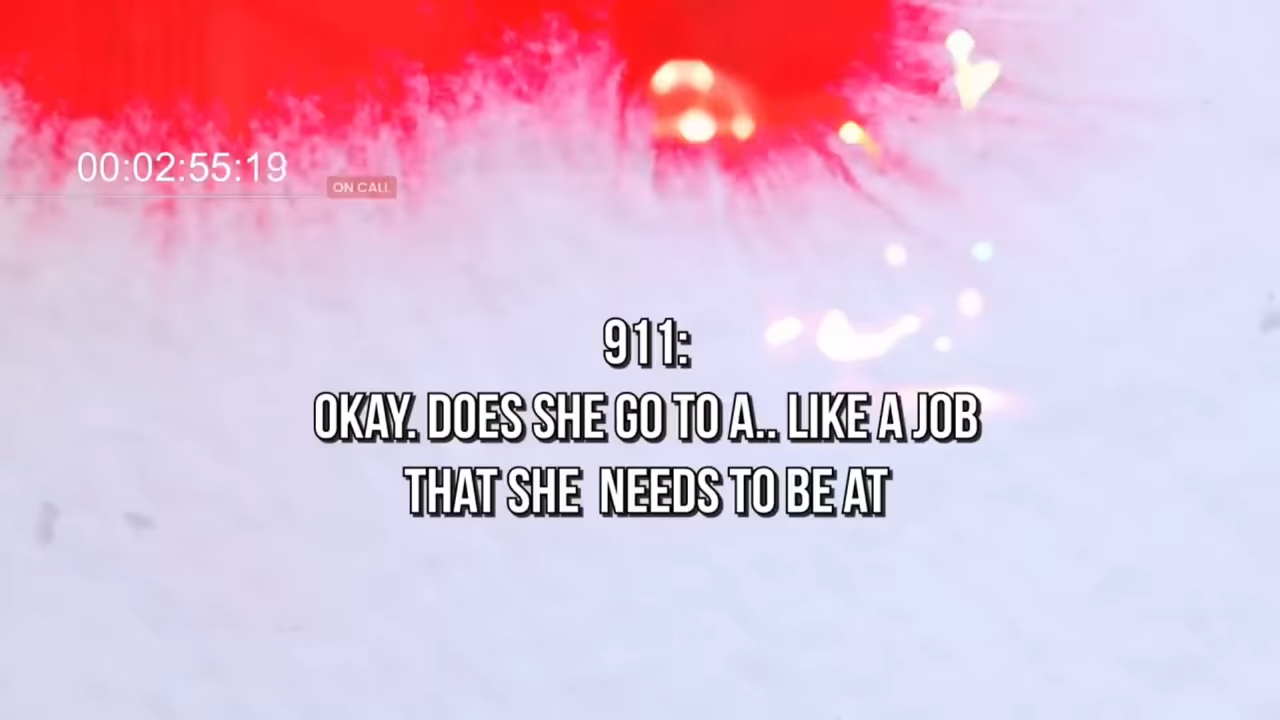 00:02:55:19
ON CALL
911:
OKAY. DOES SHE GO TO A.. LIKE A JOB
THAT SHE  NEEDS TO BE AT